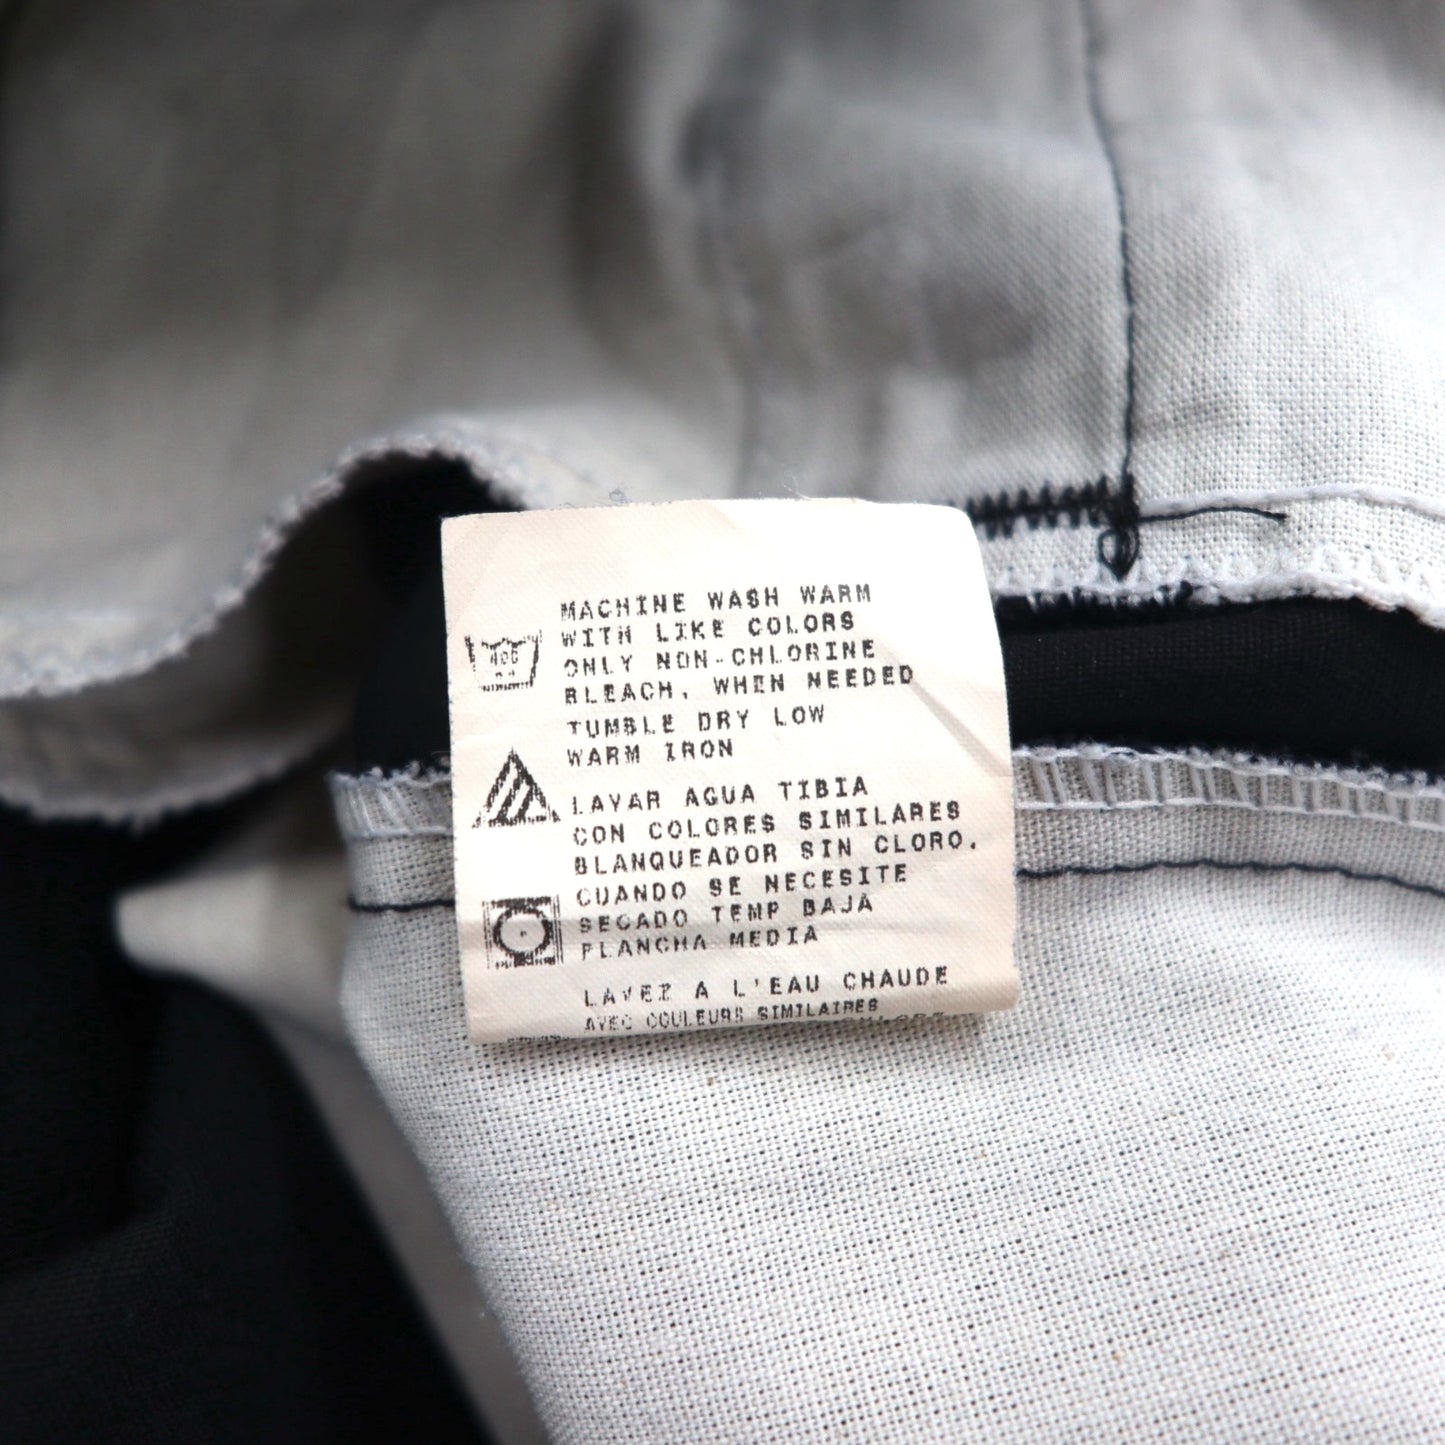 MACHINE WASH WARM
WITH LIKE COLORS
ONLY NON-CHLORINE
BLEACH, WHEN NEEDED
TUMBLE DRY LOW
WARM IRON
LAVAR AGUA TIBIA
CON COLORES SIMILARES
BLANQUEADOR SIN CLORO,
CUANDO SE NECESITE
SECADO TEMP BAJA
PLANCHA MEDIA
LAVEZ A L'EAU CHAUDE
AVEC COULEURS SIMILAIRES